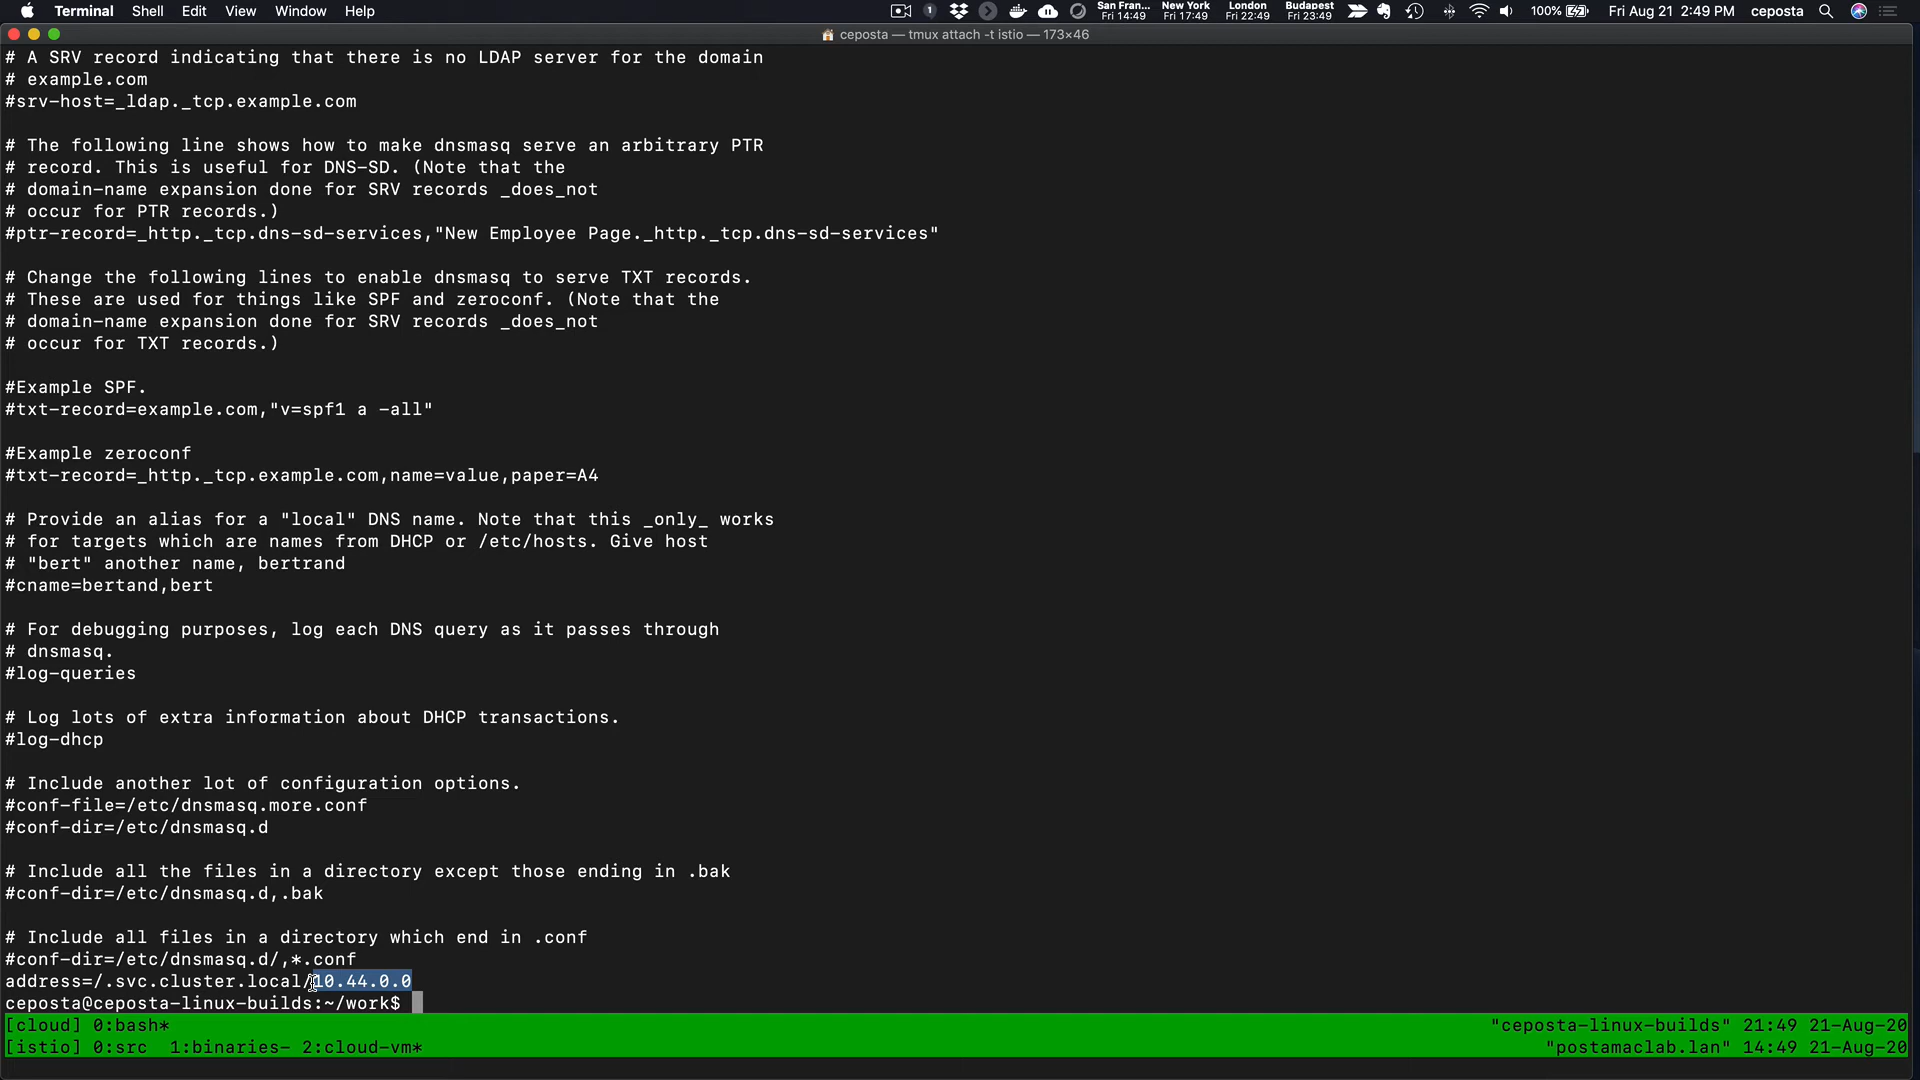 Terminal Shell Edit View Window Help
San Fran... New York London Budapest
Fri 14:49 Fri 17:49 Fri 22:49 Fri 23:49 100% Fri Aug 21 2:49 PM ceposta
ceposta — tmux attach -t istio — 173×46
# A SRV record indicating that there is no LDAP server for the domain
# example.com
#srv-host=_ldap._tcp.example.com
# The following line shows how to make dnsmasq serve an arbitrary PTR
# record. This is useful for DNS-SD. (Note that the
# domain-name expansion done for SRV records _does_not
# occur for PTR records.)
#ptr-record=_http._tcp.dns-sd-services,"New Employee Page._http._tcp.dns-sd-services"
# Change the following lines to enable dnsmasq to serve TXT records.
# These are used for things like SPF and zeroconf. (Note that the
# domain-name expansion done for SRV records _does_not
# occur for TXT records.)
#Example SPF.
#txt-record=example.com,"v=spf1 a -all"
#Example zeroconf
#txt-record=_http._tcp.example.com,name=value,paper=A4
# Provide an alias for a "local" DNS name. Note that this _only_ works
# for targets which are names from DHCP or /etc/hosts. Give host
# "bert" another name, bertrand
#cname=bertand,bert
# For debugging purposes, log each DNS query as it passes through
# dnsmasq.
#log-queries
# Log lots of extra information about DHCP transactions.
#log-dhcp
# Include another lot of configuration options.
#conf-file=/etc/dnsmasq.more.conf
#conf-dir=/etc/dnsmasq.d
# Include all the files in a directory except those ending in .bak
#conf-dir=/etc/dnsmasq.d,.bak
# Include all files in a directory which end in .conf
#conf-dir=/etc/dnsmasq.d/,*.conf
address=/.svc.cluster.local/10.44.0.0
ceposta@ceposta-linux-builds:~/work$
[cloud] 0:bash* "ceposta-linux-builds" 21:49 21-Aug-20
[istio] 0:src 1:binaries- 2:cloud-vm* "postamaclab.lan" 14:49 21-Aug-20